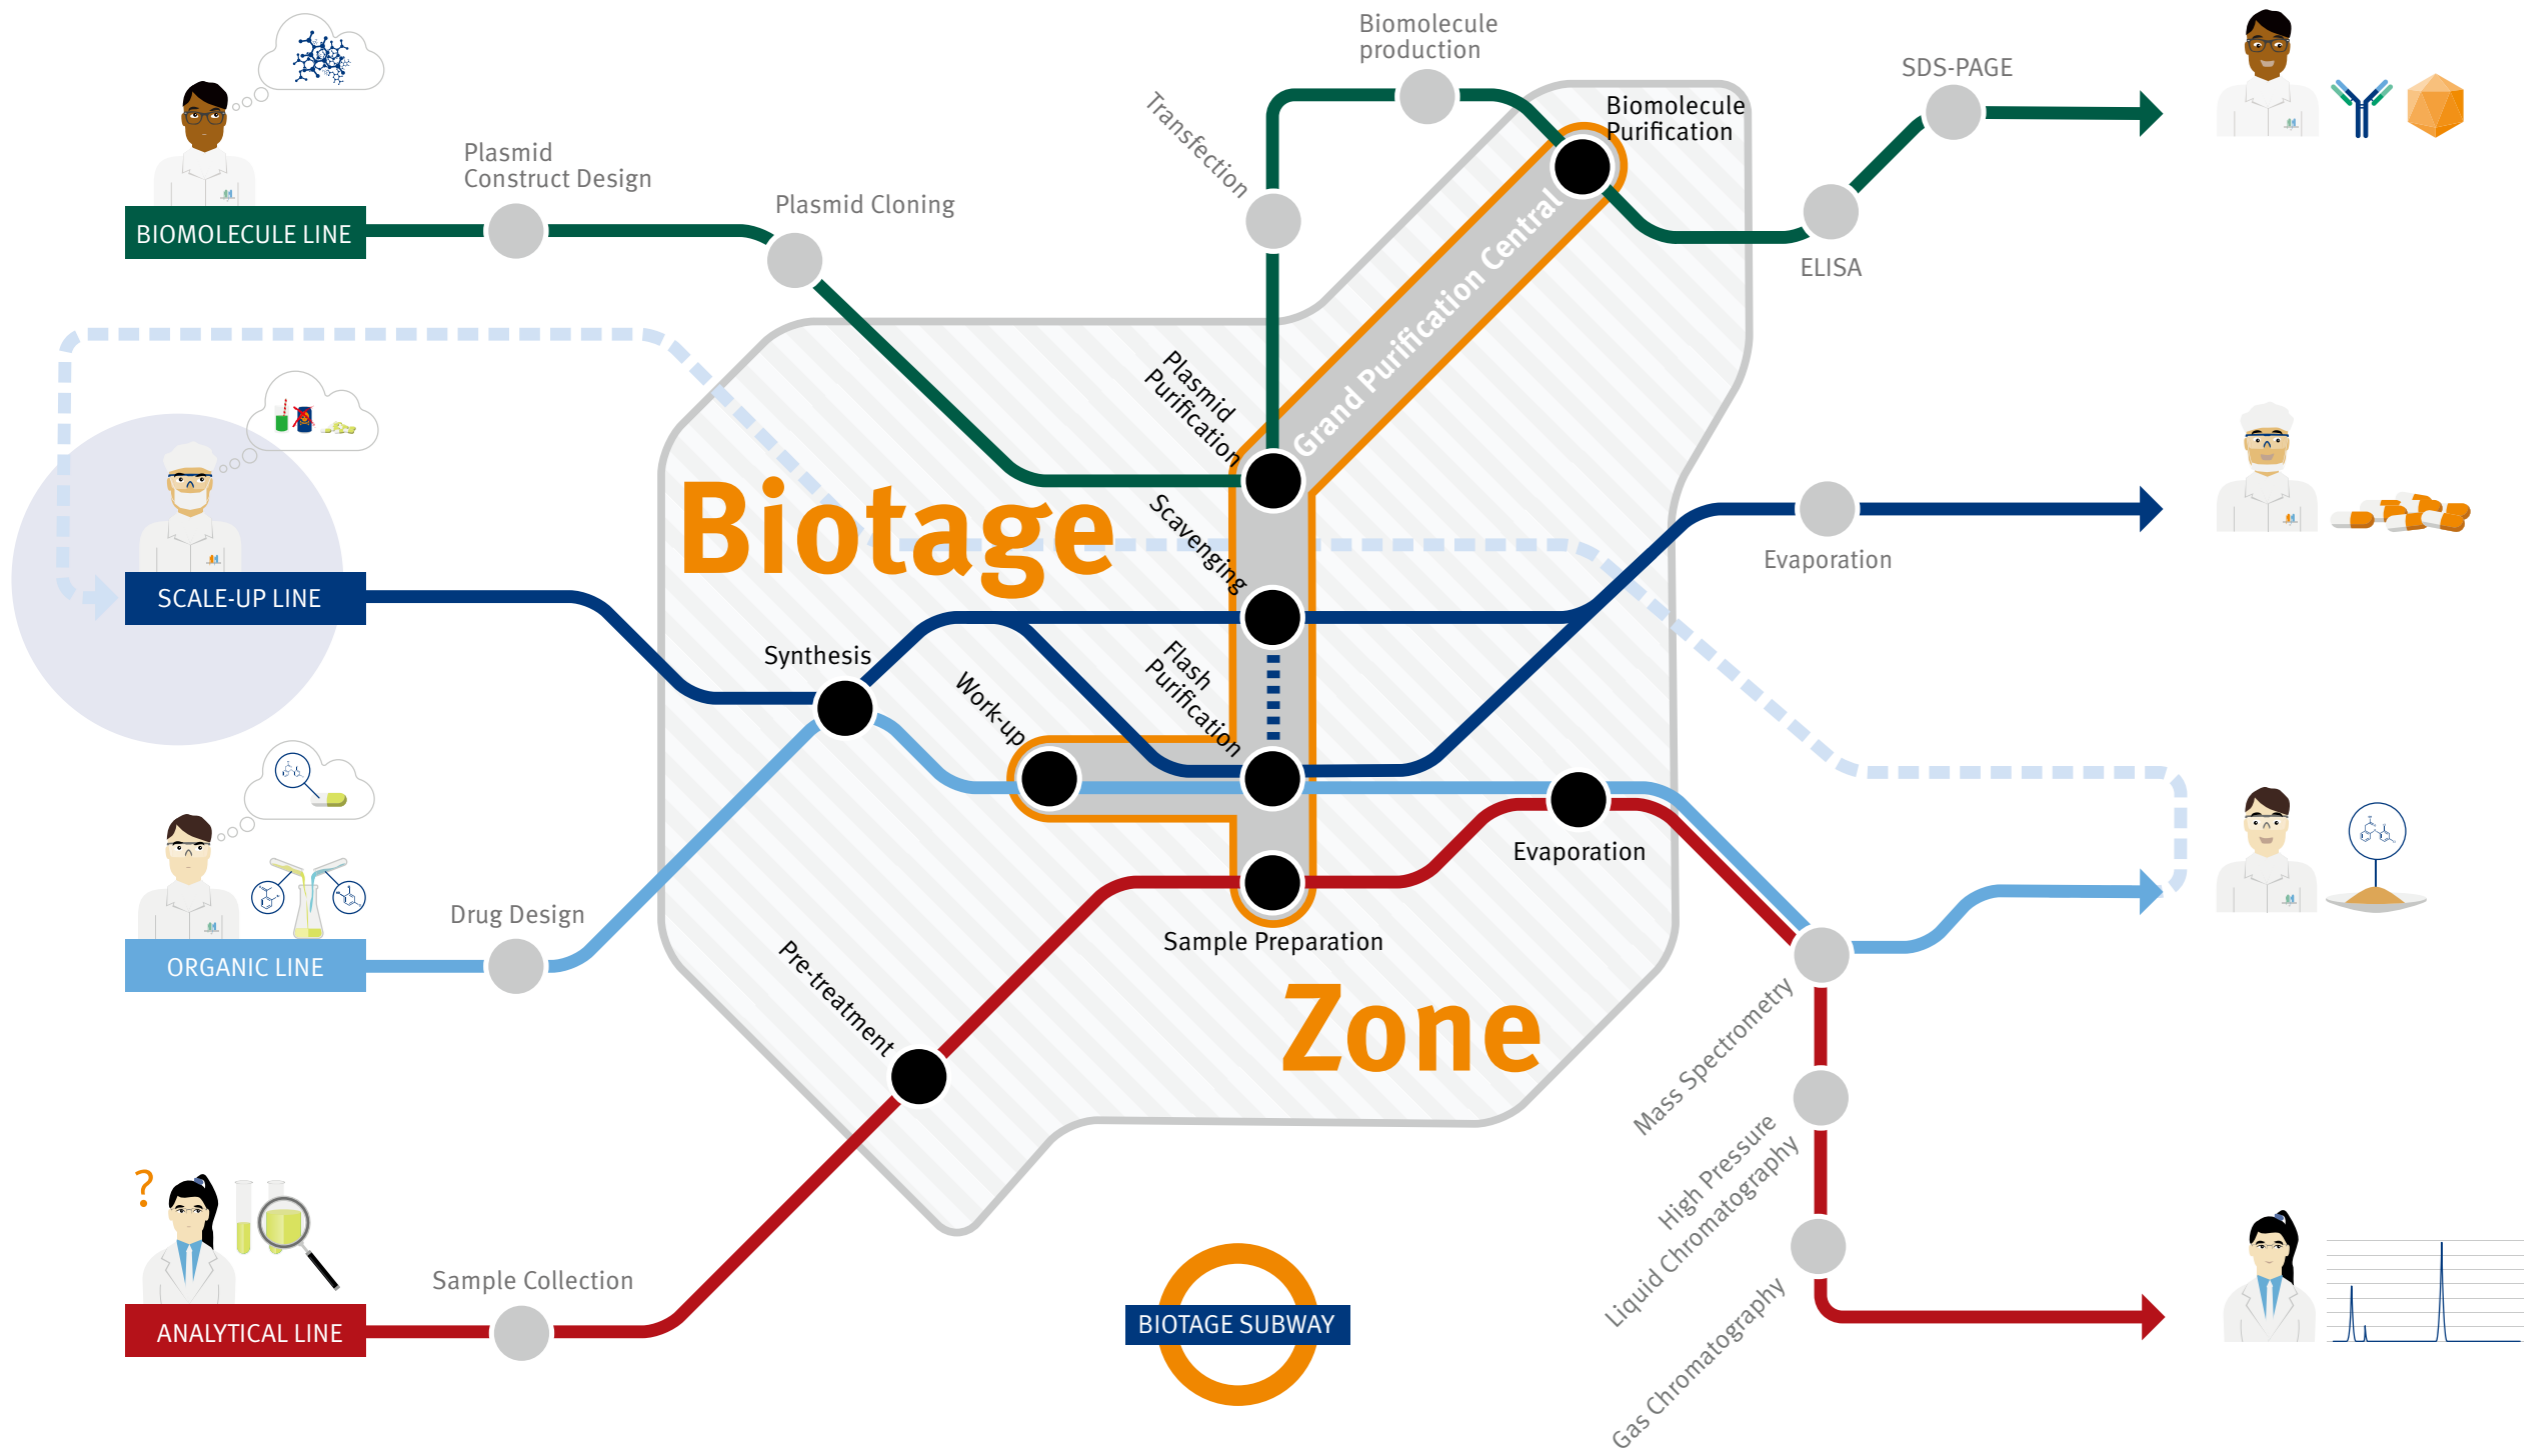 Biomolecule
production
SDS-PAGE
Transfection
Biomolecule
Purification
Plasmid
Construct Design
Plasmid Cloning
BIOMOLECULE LINE
Grand Purification Central
ELISA
Plasmid
Purification
Biotage
Scavenging
Evaporation
SCALE-UP LINE
Synthesis
Flash
Purification
Work-up
Evaporation
Drug Design
Sample Preparation
ORGANIC LINE
Pre-treatment
Zone
Mass Spectrometry
High Pressure
Liquid Chromatography
?
Sample Collection
ANALYTICAL LINE
BIOTAGE SUBWAY
Gas Chromatography